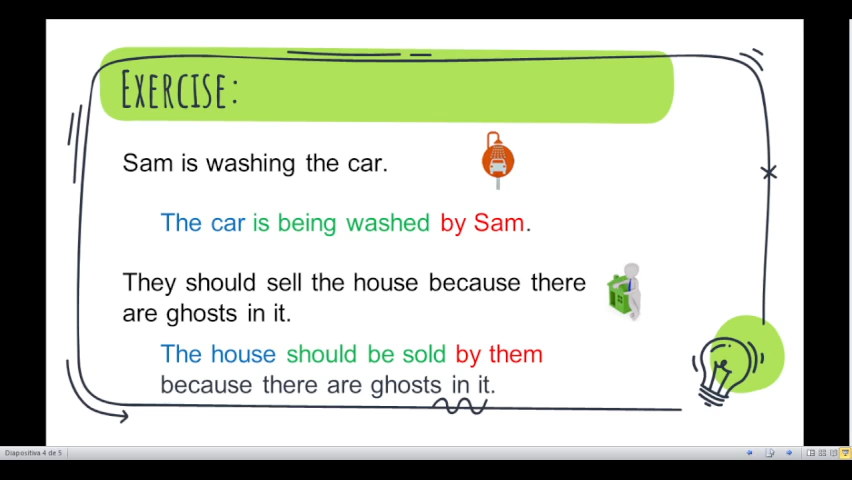 Exercise:
Sam is washing the car.
The car is being washed by Sam.
They should sell the house because there
are ghosts in it.
The house should be sold by them
because there are ghosts in it.
Diapositiva 4 de 5